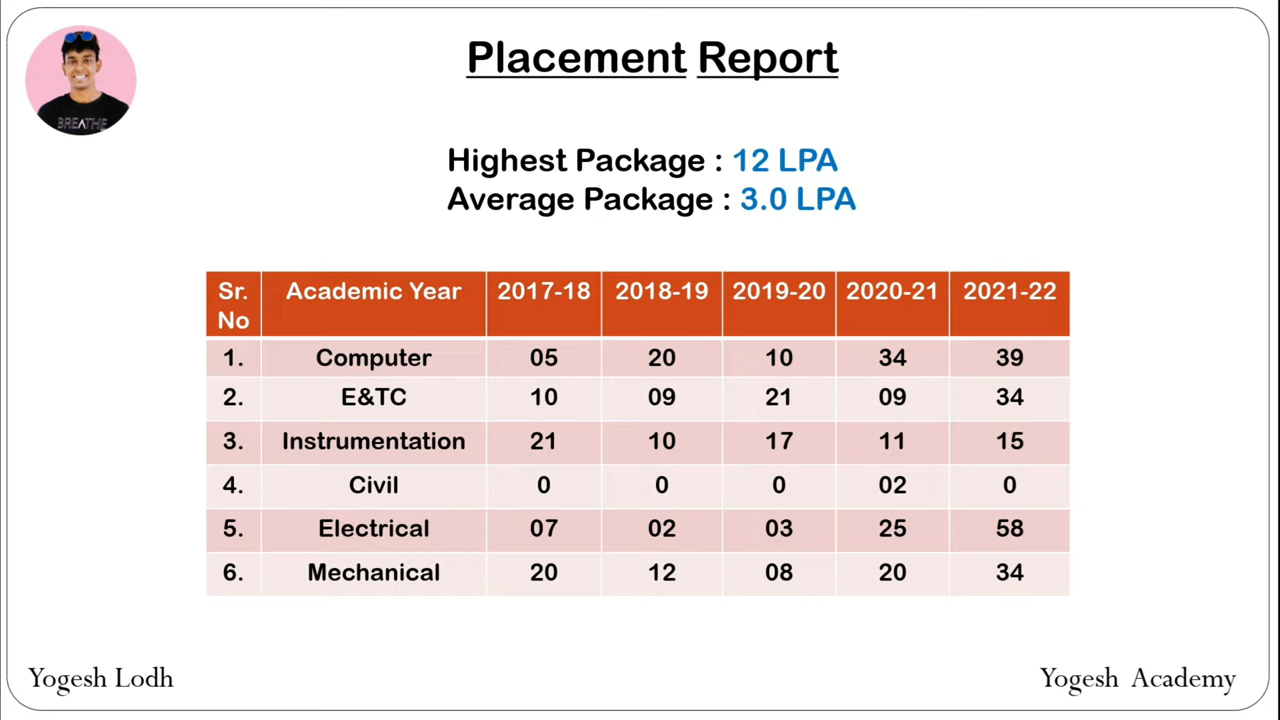 Placement Report
BREATHE
Highest Package : 12 LPA
Average Package : 3.0 LPA
Sr. No Academic Year 2017-18 2018-19 2019-20 2020-21 2021-22
1. Computer 05 20 10 34 39
2. E&TC 10 09 21 09 34
3. Instrumentation 21 10 17 11 15
4. Civil 0 0 0 02 0
5. Electrical 07 02 03 25 58
6. Mechanical 20 12 08 20 34
Yogesh Lodh
Yogesh Academy